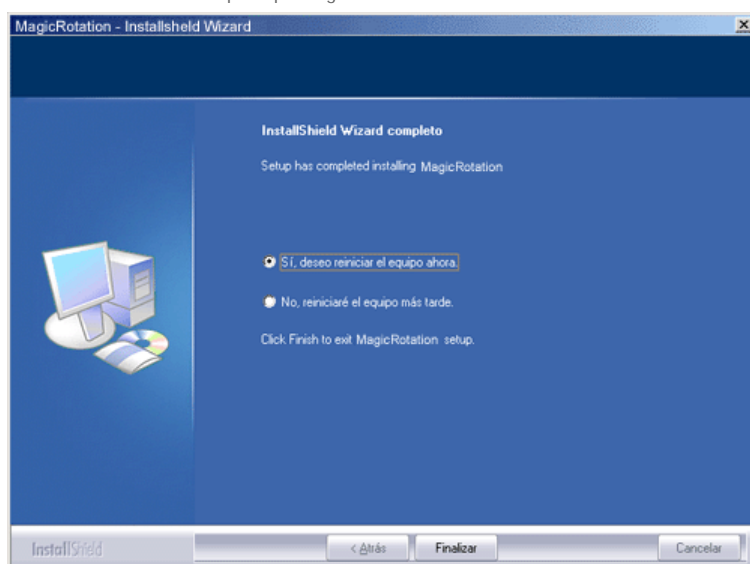 MagicRotation - Installsheld Wizard
InstallShield Wizard completo
Setup has completed installing MagicRotation
Sí, deseo reiniciar el equipo ahora.
No, reiniciaré el equipo más tarde.
Click Finish to exit MagicRotation setup.
InstallShield
< Atrás
Finalizar
Cancelar